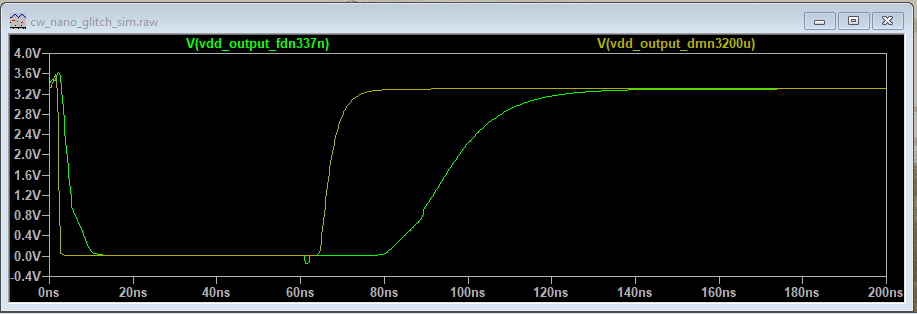 cw_nano_glitch_sim.raw
V(vdd_output_fdn337n) V(vdd_output_dmn3200u)
4.0V
3.6V
3.2V
2.8V
2.4V
2.0V
1.6V
1.2V
0.8V
0.4V
0.0V
-0.4V
0ns 20ns 40ns 60ns 80ns 100ns 120ns 140ns 160ns 180ns 200ns